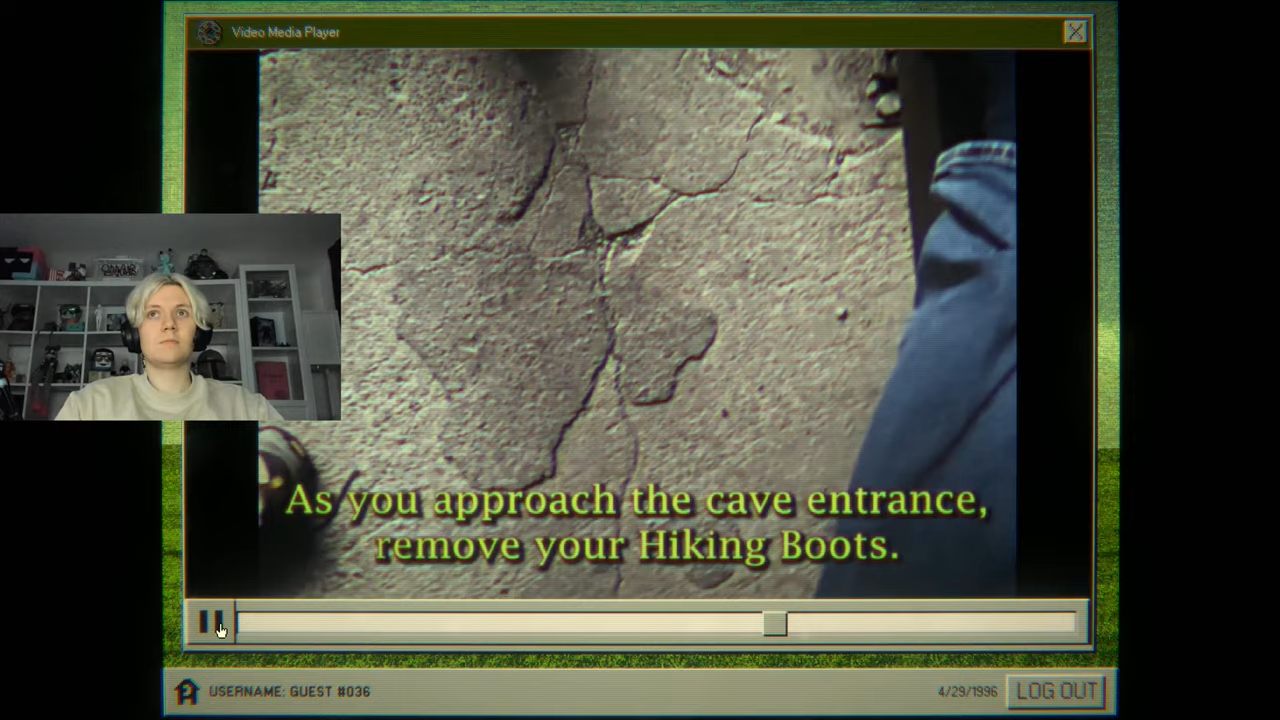 Video Media Player
As you approach the cave entrance,
remove your Hiking Boots.
USERNAME: GUEST #036
4/29/1996
LOG OUT